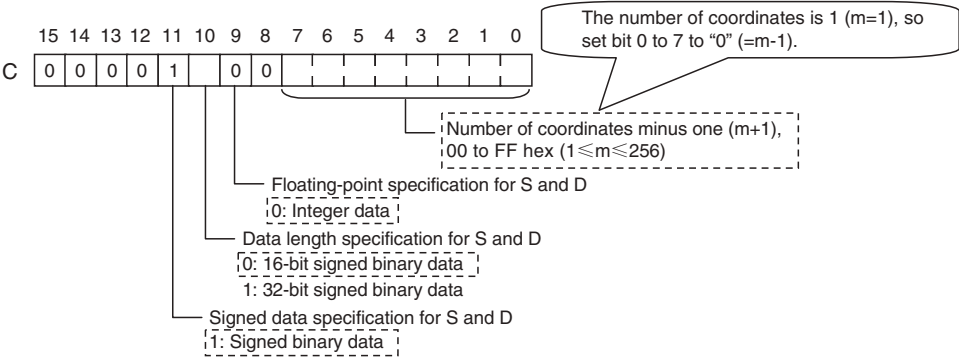 The number of coordinates is 1 (m=1), so
set bit 0 to 7 to “0” (=m-1).
15 14 13 12 11 10 9 8 7 6 5 4 3 2 1 0
C 0 0 0 0 1 0 0
Number of coordinates minus one (m+1),
00 to FF hex (1≤m≤256)
Floating-point specification for S and D
0: Integer data
Data length specification for S and D
0: 16-bit signed binary data
1: 32-bit signed binary data
Signed data specification for S and D
1: Signed binary data